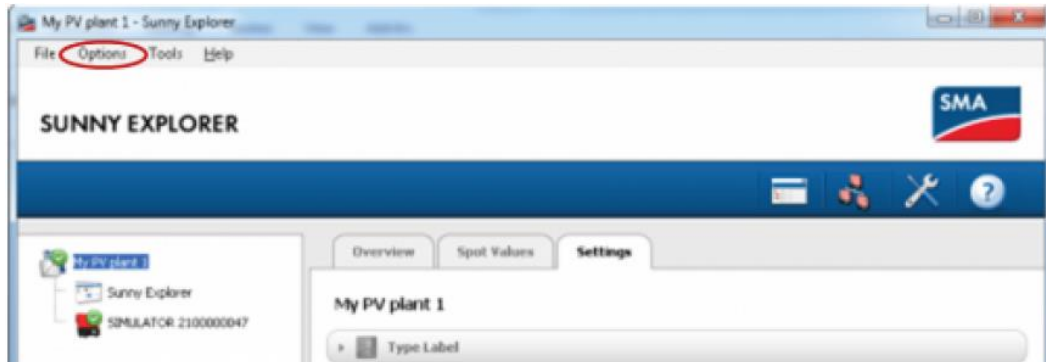 My PV plant 1 - Sunny Explorer
File Options Tools Help
SUNNY EXPLORER
SMA
?
Overview Spot Values Settings
My PV plant 1
Sunny Explorer
SIMULATOR 2100000047
My PV plant 1
Type Label